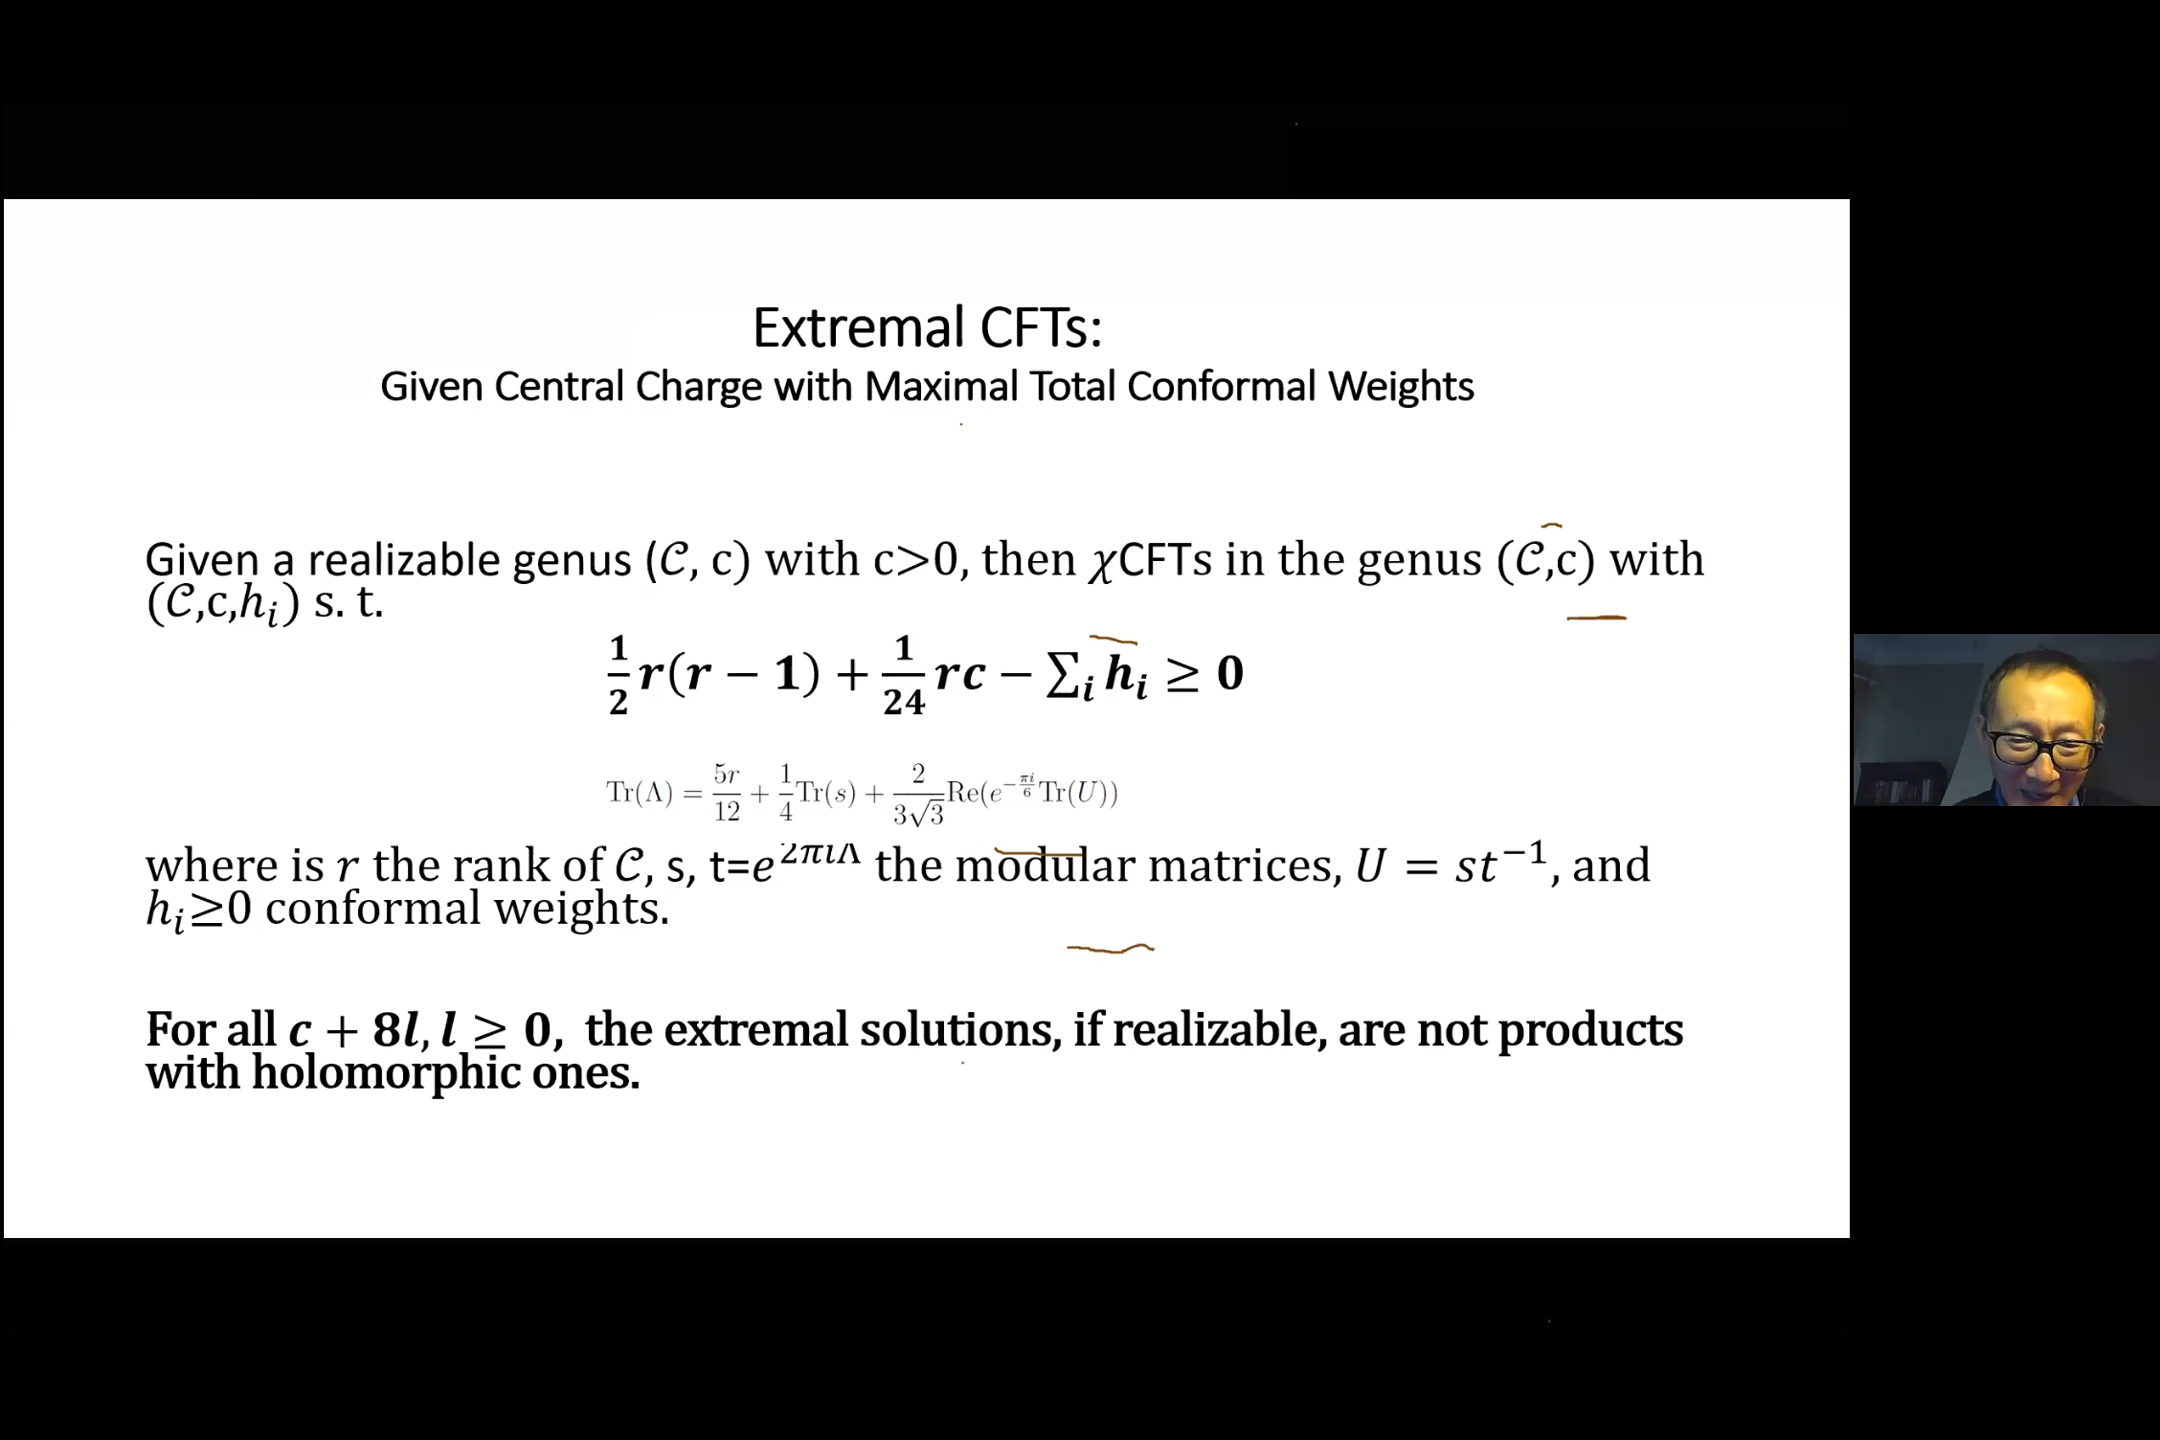 Extremal CFTs:
Given Central Charge with Maximal Total Conformal Weights
Given a realizable genus (𝒞, c) with c>0, then χCFTs in the genus (𝒞,c) with
(𝒞,c,hᵢ) s. t.
½r(r − 1) + 1/24 rc − ∑ᵢ hᵢ ≥ 0
Tr(Λ) = 5r/12 + 1/4 Tr(s) + 2/(3√3) Re(e^{−πi/6} Tr(U))
where is r the rank of 𝒞, s, t=e^{2πiΛ} the modular matrices, U = st⁻¹, and
hᵢ≥0 conformal weights.
For all c + 8l, l ≥ 0, the extremal solutions, if realizable, are not products
with holomorphic ones.